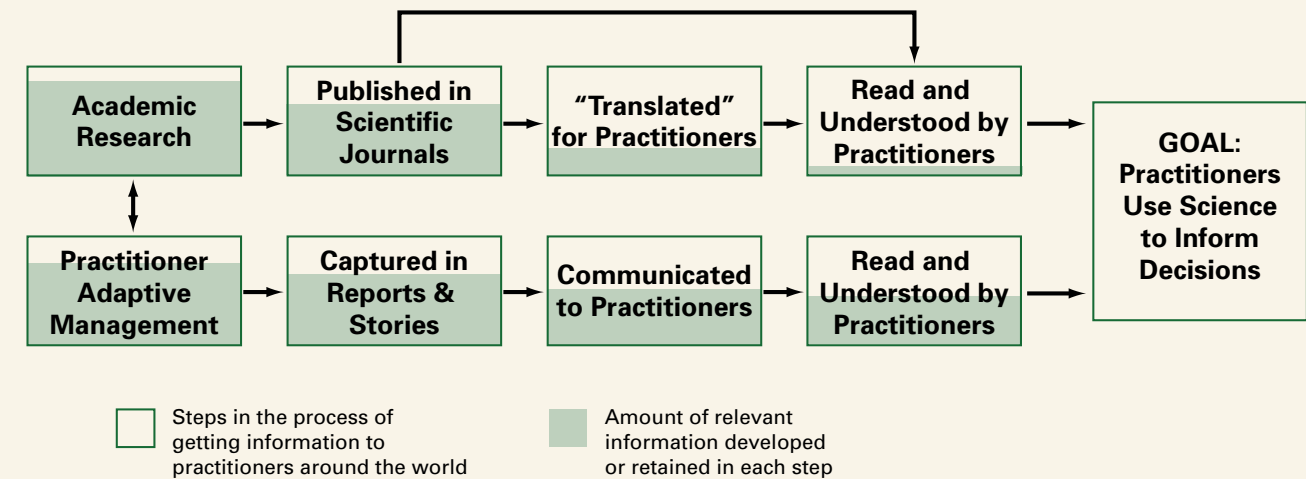 Academic
Research
Published in
Scientific
Journals
“Translated”
for Practitioners
Read and
Understood by
Practitioners
GOAL:
Practitioners
Use Science
to Inform
Decisions
Practitioner
Adaptive
Management
Captured in
Reports &
Stories
Communicated
to Practitioners
Read and
Understood by
Practitioners
Steps in the process of
getting information to
practitioners around the world
Amount of relevant
information developed
or retained in each step